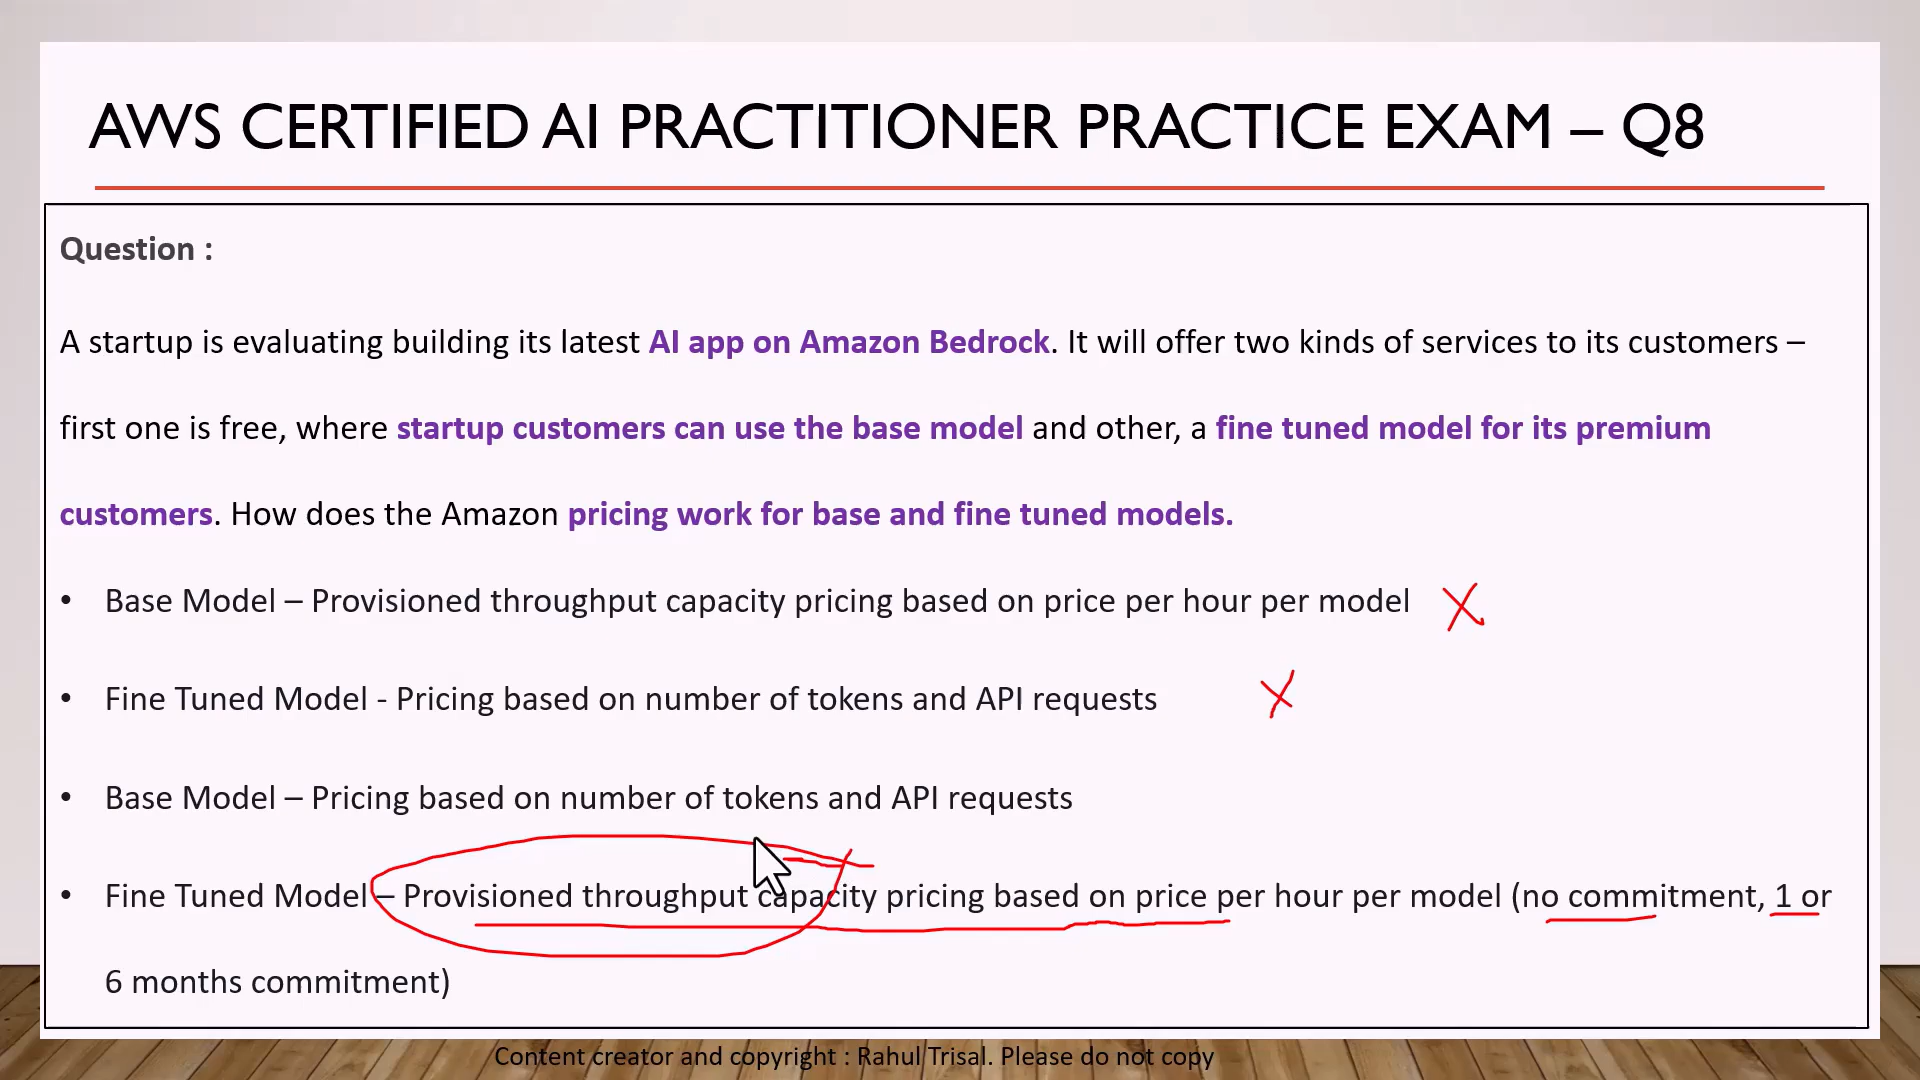 AWS CERTIFIED AI PRACTITIONER PRACTICE EXAM – Q8
Question :
A startup is evaluating building its latest AI app on Amazon Bedrock. It will offer two kinds of services to its customers –
first one is free, where startup customers can use the base model and other, a fine tuned model for its premium
customers. How does the Amazon pricing work for base and fine tuned models.
• Base Model – Provisioned throughput capacity pricing based on price per hour per model
• Fine Tuned Model - Pricing based on number of tokens and API requests
• Base Model – Pricing based on number of tokens and API requests
• Fine Tuned Model – Provisioned throughput capacity pricing based on price per hour per model (no commitment, 1 or
6 months commitment)
Content creator and copyright : Rahul Trisal. Please do not copy